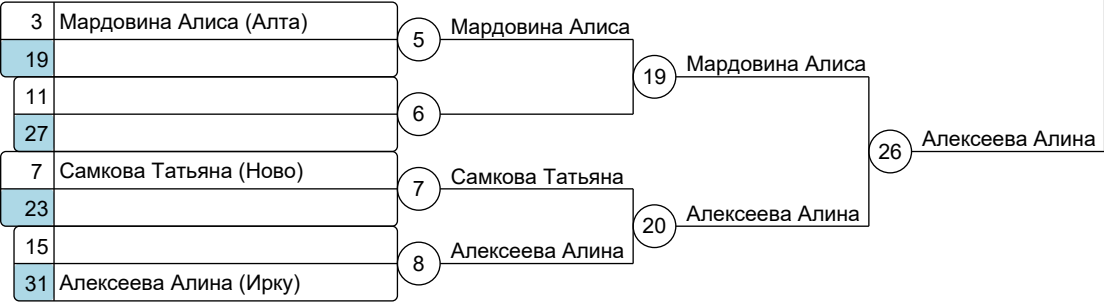 3 Мардовина Алиса (Алта)
19
11
27
7 Самкова Татьяна (Ново)
23
15
31 Алексеева Алина (Ирку)
5 Мардовина Алиса
6
7 Самкова Татьяна
8 Алексеева Алина
19 Мардовина Алиса
20 Алексеева Алина
26 Алексеева Алина